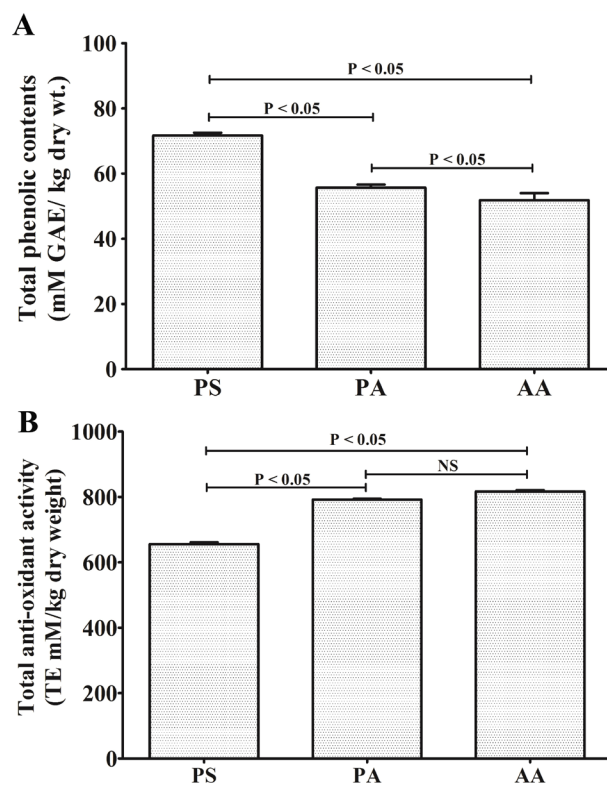 A
Total phenolic contents
(mM GAE/ kg dry wt.)
100
80
60
40
20
0
P < 0.05
P < 0.05
P < 0.05
PS
PA
AA
B
Total anti-oxidant activity
(TE mM/kg dry weight)
1000
800
600
400
200
0
P < 0.05
NS
P < 0.05
PS
PA
AA